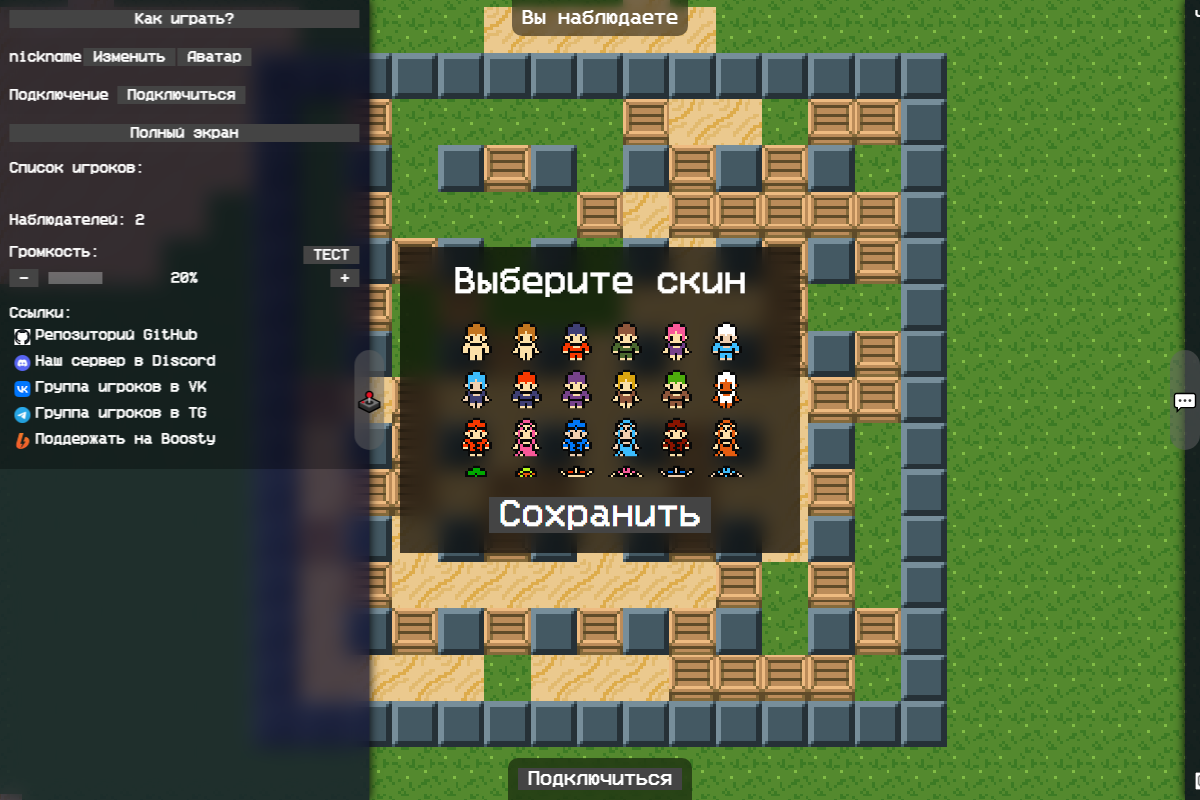 Как играть?
nickname Изменить Аватар
Подключение Подключиться
Полный экран
Список игроков:
Наблюдателей: 2
Громкость: ТЕСТ
- 20% +
Ссылки:
Репозиторий GitHub
Наш сервер в Discord
Группа игроков в VK
Группа игроков в TG
Поддержать на Boosty
Вы наблюдаете
Выберите скин
Сохранить
Подключиться